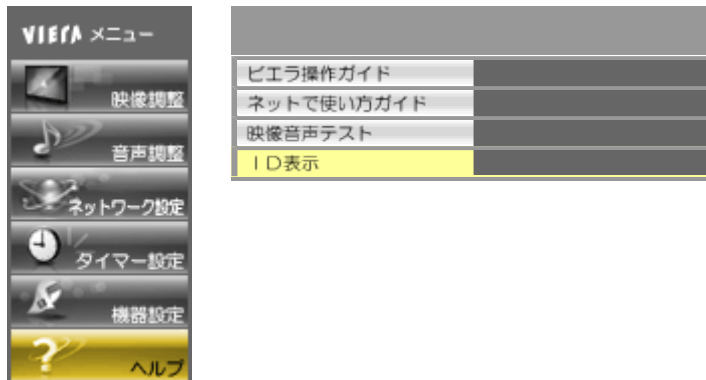 VIERA メニュー
映像調整
音声調整
ネットワーク設定
タイマー設定
機器設定
ヘルプ
ビエラ操作ガイド
ネットで使い方ガイド
映像音声テスト
ID表示